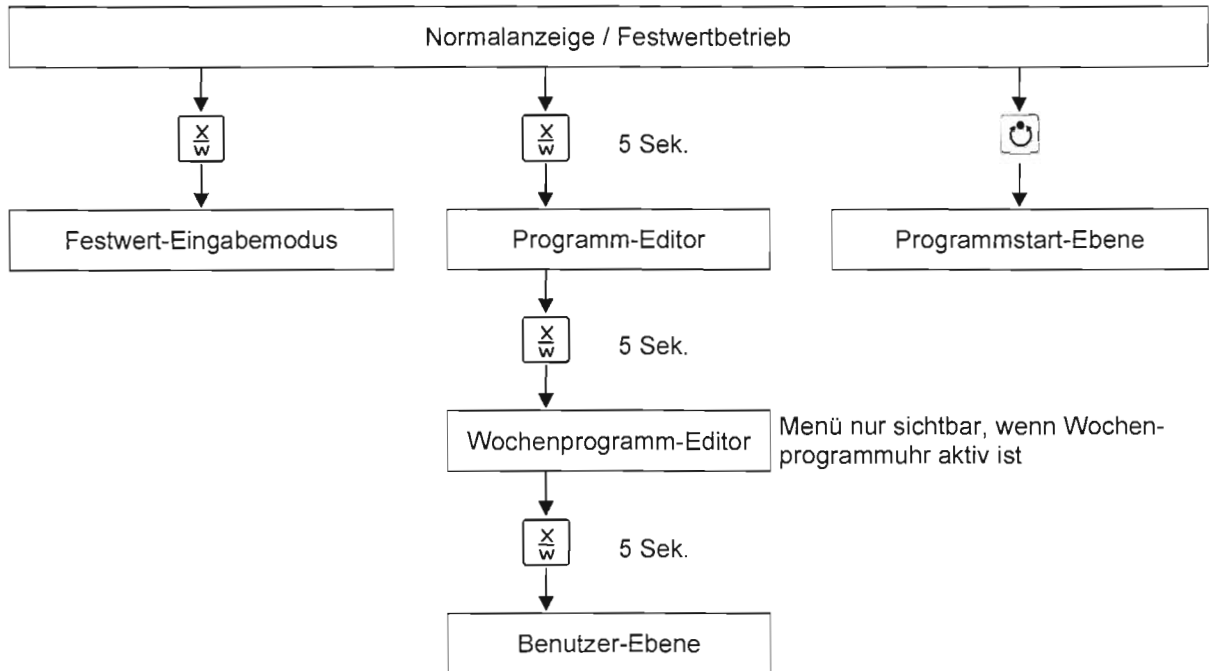 Normalanzeige / Festwertbetrieb
X
W
X
W
5 Sek.
Festwert-Eingabemodus
Programm-Editor
Programmstart-Ebene
X
W
5 Sek.
Wochenprogramm-Editor
Menü nur sichtbar, wenn Wochen-
programmuhr aktiv ist
X
W
5 Sek.
Benutzer-Ebene